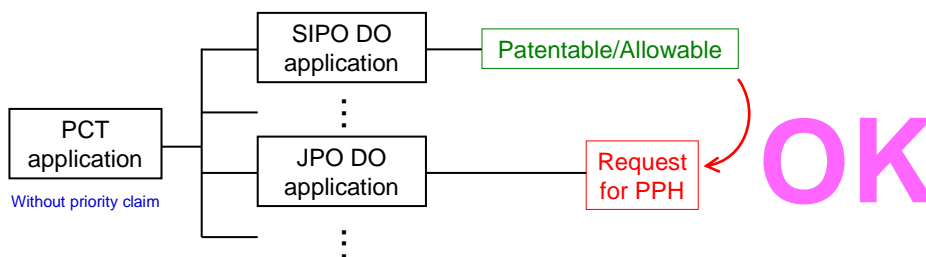 SIPO DO
application
Patentable/Allowable
⋮
PCT
application
Without priority claim
JPO DO
application
Request
for PPH
OK
⋮